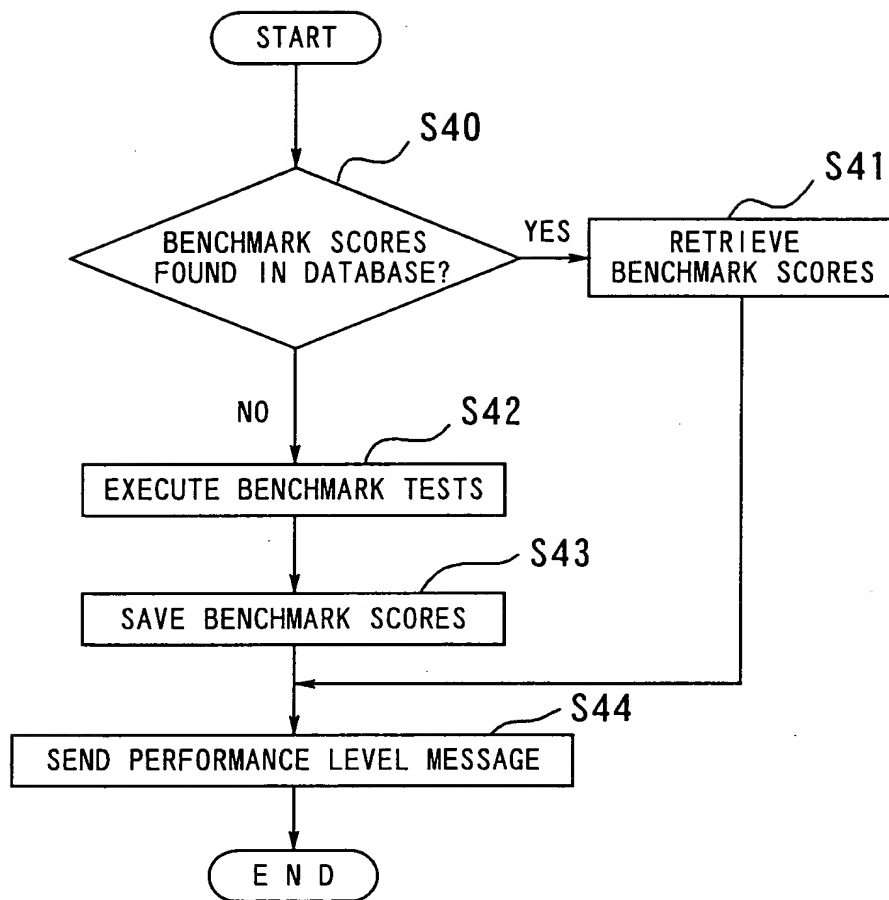 START
S40
BENCHMARK SCORES
FOUND IN DATABASE?
YES
S41
RETRIEVE
BENCHMARK SCORES
NO
S42
EXECUTE BENCHMARK TESTS
S43
SAVE BENCHMARK SCORES
S44
SEND PERFORMANCE LEVEL MESSAGE
END